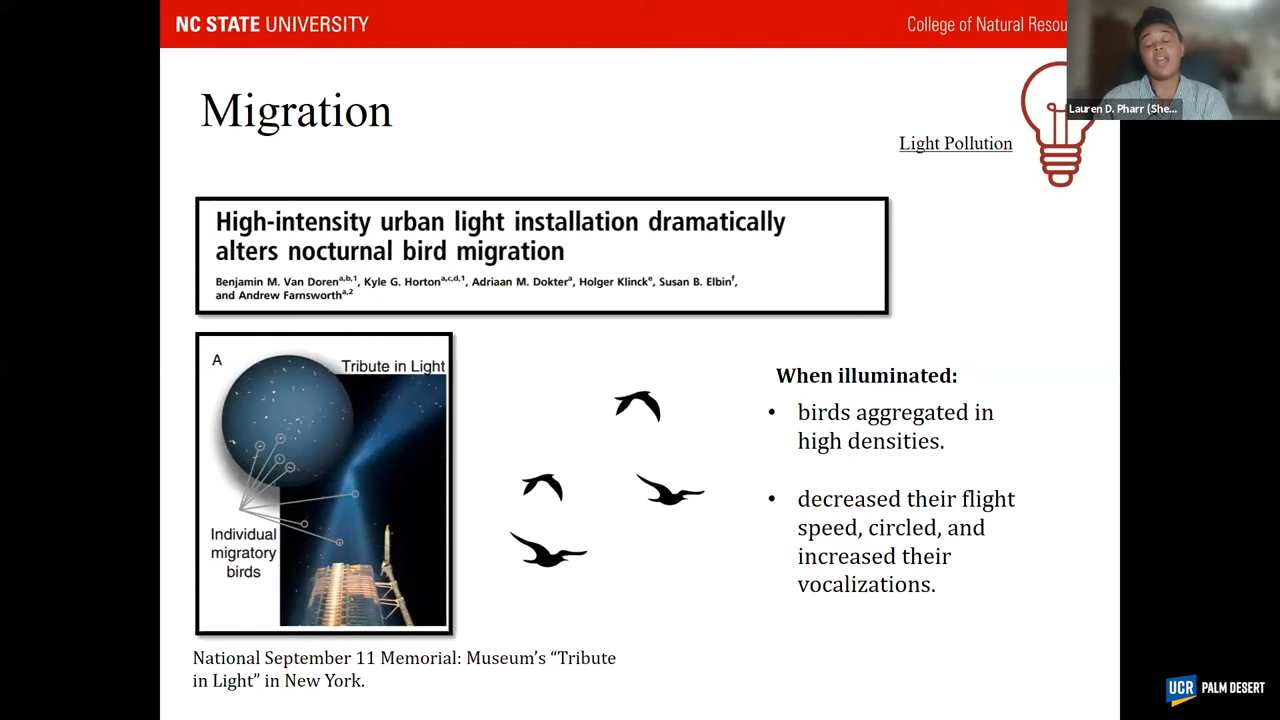 NC STATE UNIVERSITY
College of Natural Resou
Lauren D. Pharr (She...
Migration
Light Pollution
High-intensity urban light installation dramatically
alters nocturnal bird migration
Benjamin M. Van Doren a,b,1, Kyle G. Horton a,c,d,1, Adriaan M. Dokter a, Holger Klinck e, Susan B. Elbin f,
and Andrew Farnsworth a,2
A
Tribute in Light
Individual
migratory
birds
When illuminated:
• birds aggregated in
high densities.
• decreased their flight
speed, circled, and
increased their
vocalizations.
National September 11 Memorial: Museum's “Tribute
in Light” in New York.
UCR PALM DESERT